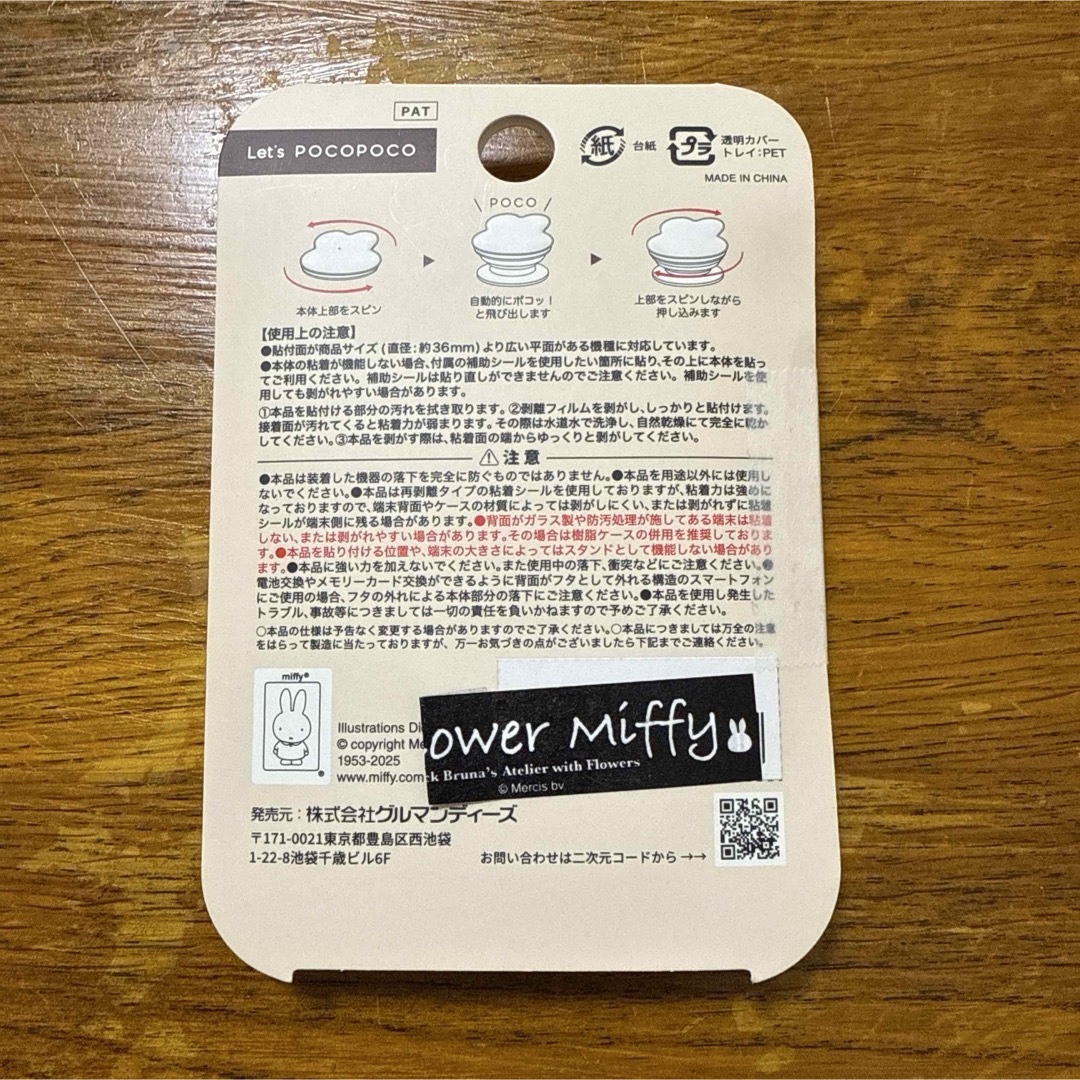 PAT
Let's POCOPOCO
紙
台紙
プラ
透明カバー
トレイ:PET
MADE IN CHINA
\ POCO /
本体上部をスピン
自動的にポコッ!
と飛び出します
上部をスピンしながら
押し込みます
【使用上の注意】
●貼付面が商品サイズ(直径:約36mm)より広い平面がある機種に対応しています。
●本体の粘着が機能しない場合、付属の補助シールを使用したい箇所に貼り、その上に本体を貼っ
てご利用ください。補助シールは貼り直しができませんのでご注意ください。補助シールを使
用しても剥がれやすい場合があります。
①本品を貼付ける部分の汚れを拭き取ります。②剥離フィルムを剥がし、しっかりと貼付けます。
接着面が汚れてくると粘着力が弱まります。その際は水道水で洗浄し、自然乾燥にて完全に乾か
してください。③本品を剥がす際は、粘着面の端からゆっくりと剥がしてください。
注意
●本品は装着した機器の落下を完全に防ぐものではありません。●本品を用途以外には使用し
ないでください。●本品は再剥離タイプの粘着シールを使用しておりますが、粘着力は強めに
なっておりますので、端末背面やケースの材質によっては剥がしにくい、または剥がれずに粘着
シールが端末側に残る場合があります。●背面がガラス製や防汚処理が施してある端末は粘着
しない、または剥がれやすい場合があります。その場合は樹脂ケースの併用を推奨しておりま
す。●本品を貼り付ける位置や、端末の大きさによってはスタンドとして機能しない場合があり
ます。●本品に強い力を加えないでください。また使用中の落下、衝突などにご注意ください。●
電池交換やメモリーカード交換ができるように背面がフタとして外れる構造のスマートフォン
にご使用の場合、フタの外れによる本体部分の落下にご注意ください。●本品を使用し発生した
トラブル、事故等につきましては一切の責任を負いかねますので予めご了承ください。
○本品の仕様は予告なく変更する場合がありますのでご了承ください。○本品につきましては万全の注意
をはらって製造に当たっておりますが、万一お気づきの点がございましたら下記までご連絡ください。
miffy®
Illustrations Di
© copyright Me
1953-2025
www.miffy.com
ower Miffy
k Bruna's Atelier with Flowers
© Mercis bv
発売元:株式会社グルマンディーズ
〒171-0021東京都豊島区西池袋
1-22-8池袋千歳ビル6F
お問い合わせは二次元コードから→→